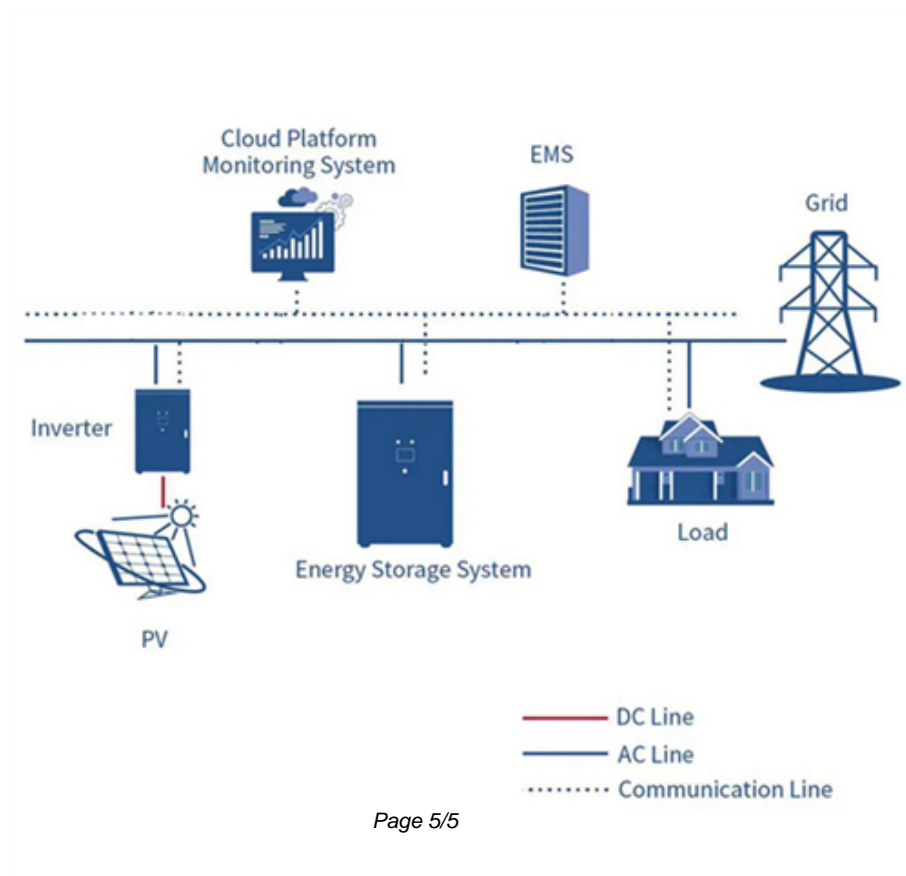 Cloud Platform
Monitoring System
EMS
Grid
Inverter
Load
Energy Storage System
PV
DC Line
AC Line
Communication Line
Page 5/5